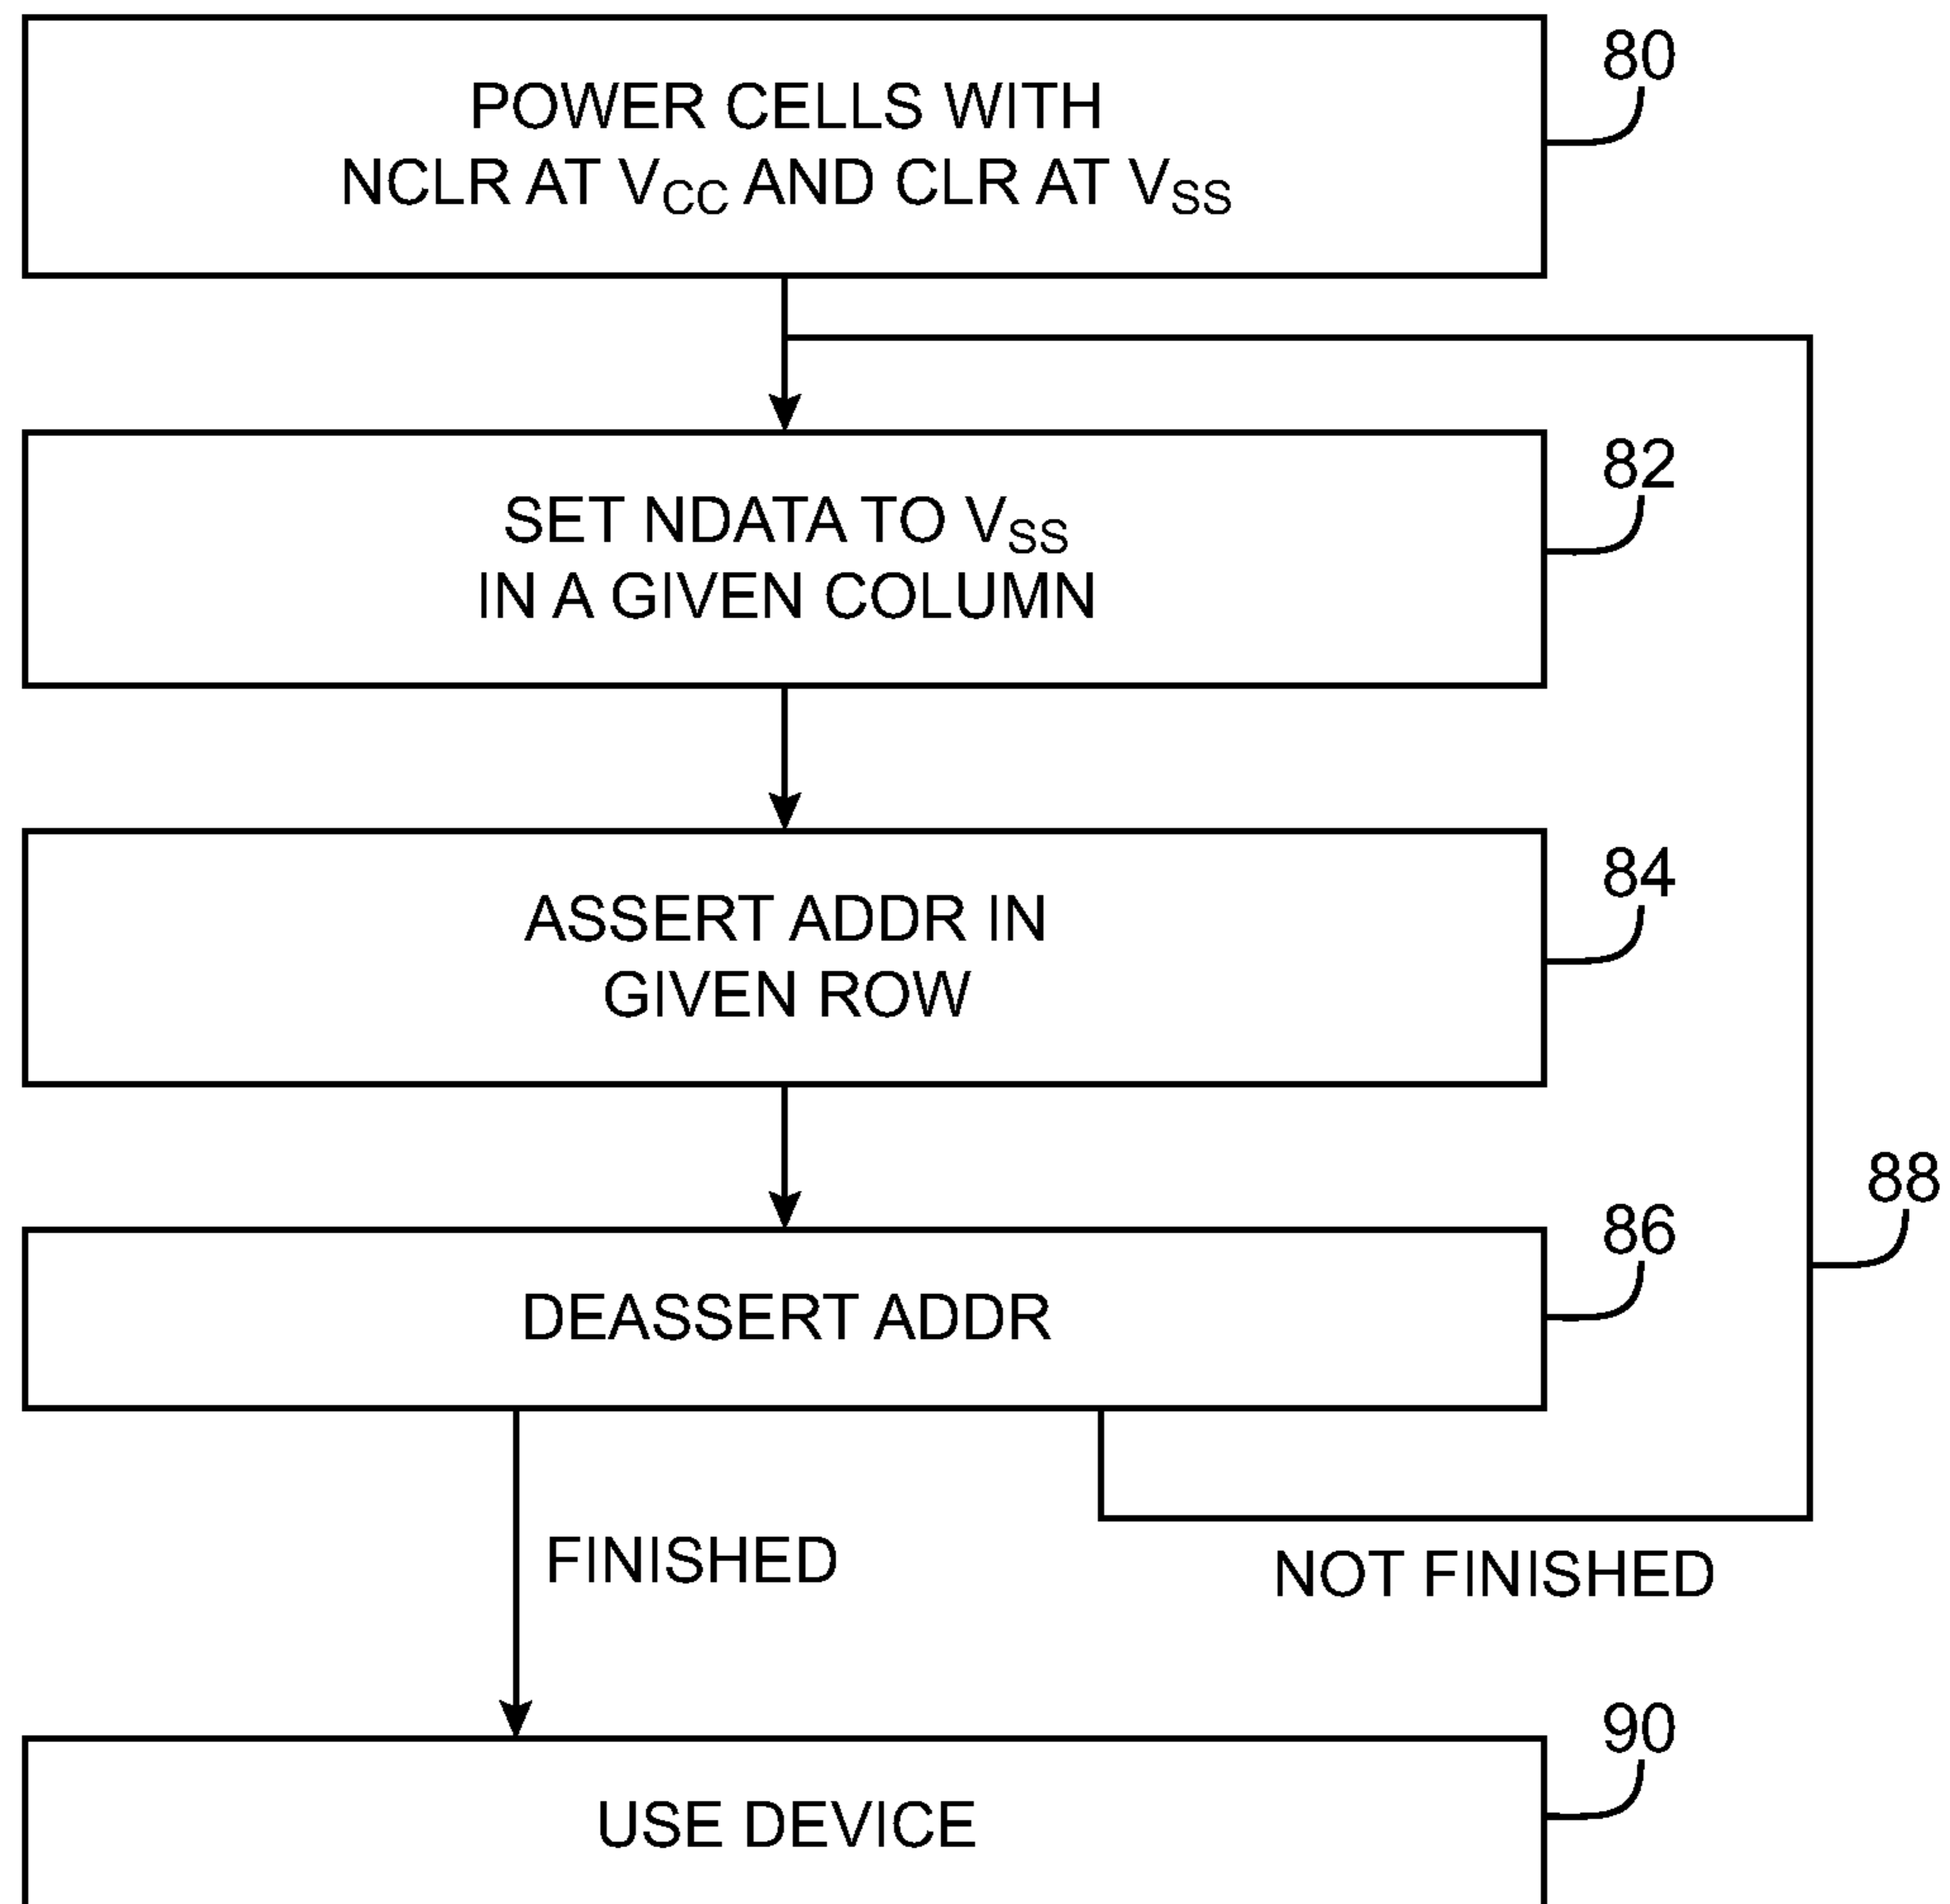 80
POWER CELLS WITH
NCLR AT VCC AND CLR AT VSS
82
SET NDATA TO VSS
IN A GIVEN COLUMN
84
ASSERT ADDR IN
GIVEN ROW
88
86
DEASSERT ADDR
FINISHED
NOT FINISHED
90
USE DEVICE